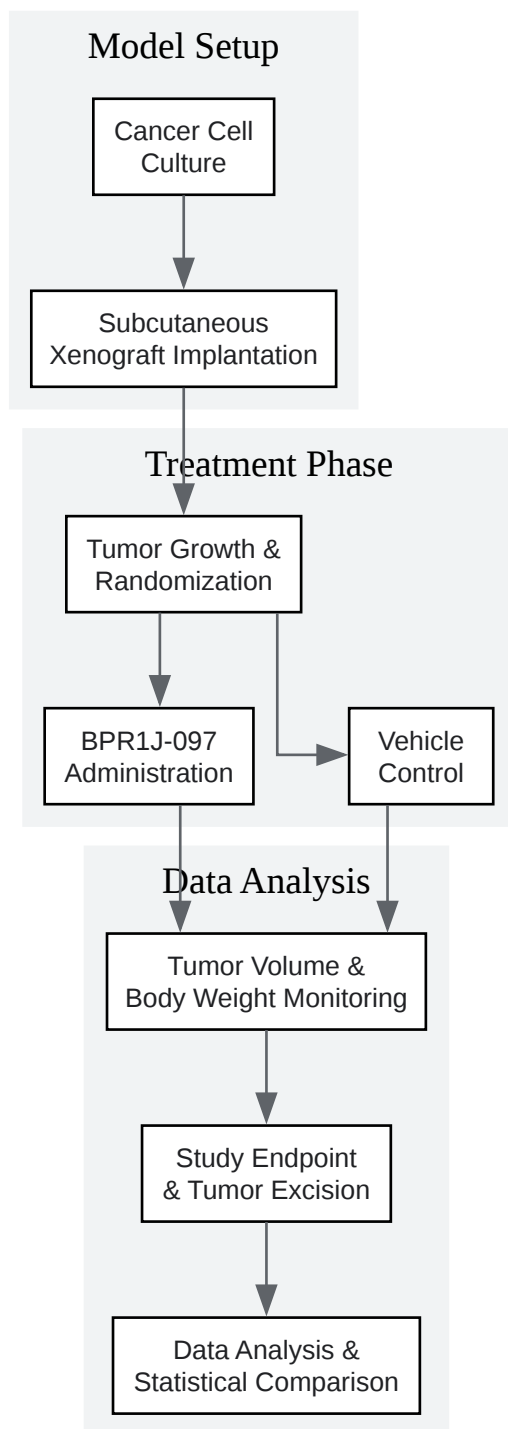 Model Setup
Cancer Cell
Culture
Subcutaneous
Xenograft Implantation
Treatment Phase
Tumor Growth &
Randomization
BPR1J-097
Administration
Vehicle
Control
Data Analysis
Tumor Volume &
Body Weight Monitoring
Study Endpoint
& Tumor Excision
Data Analysis &
Statistical Comparison